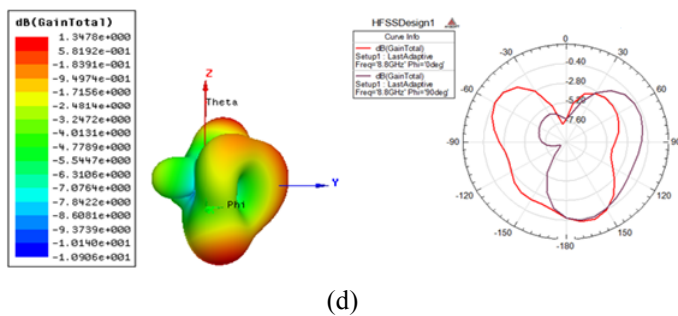 dB(GainTotal)
1.3478e+000
5.8192e-001
-1.8391e-001
-9.4974e-001
-1.7156e+000
-2.4814e+000
-3.2472e+000
-4.0131e+000
-4.7789e+000
-5.5447e+000
-6.3106e+000
-7.0764e+000
-7.8422e+000
-8.6081e+000
-9.3739e+000
-1.0140e+001
-1.0906e+001
Z
Theta
Y
Phi
HFSSDesign1
Curve Info
dB(GainTotal)
Setup1 : LastAdaptive
Freq='8.8GHz' Phi='0deg'
dB(GainTotal)
Setup1 : LastAdaptive
Freq='8.8GHz' Phi='90deg'
0
-30
30
-0.40
-60
60
-2.80
-7.60
-90
90
-120
120
-150
150
-180
(d)